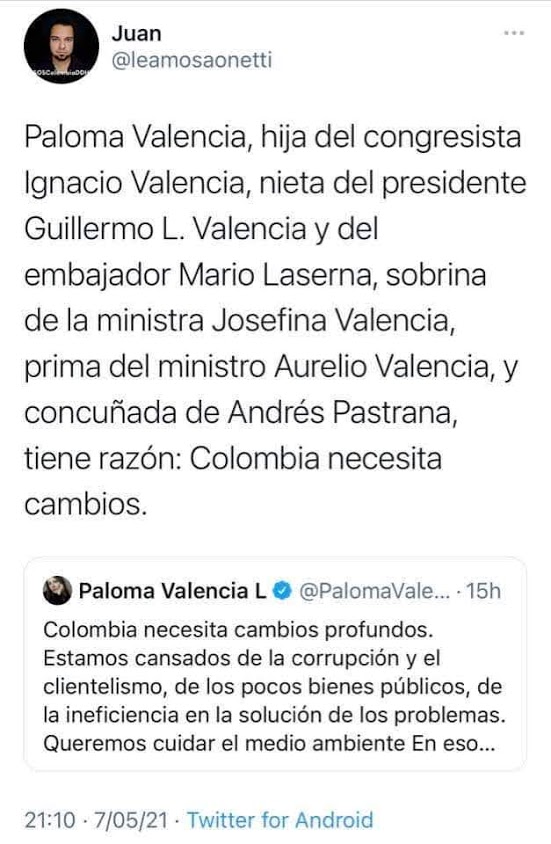 Juan
@leamosaonetti
Paloma Valencia, hija del congresista
Ignacio Valencia, nieta del presidente
Guillermo L. Valencia y del
embajador Mario Laserna, sobrina
de la ministra Josefina Valencia,
prima del ministro Aurelio Valencia, y
concuñada de Andrés Pastrana,
tiene razón: Colombia necesita
cambios.
Paloma Valencia L @PalomaVale... · 15h
Colombia necesita cambios profundos.
Estamos cansados de la corrupción y el
clientelismo, de los pocos bienes públicos, de
la ineficiencia en la solución de los problemas.
Queremos cuidar el medio ambiente En eso...
21:10 · 7/05/21 · Twitter for Android